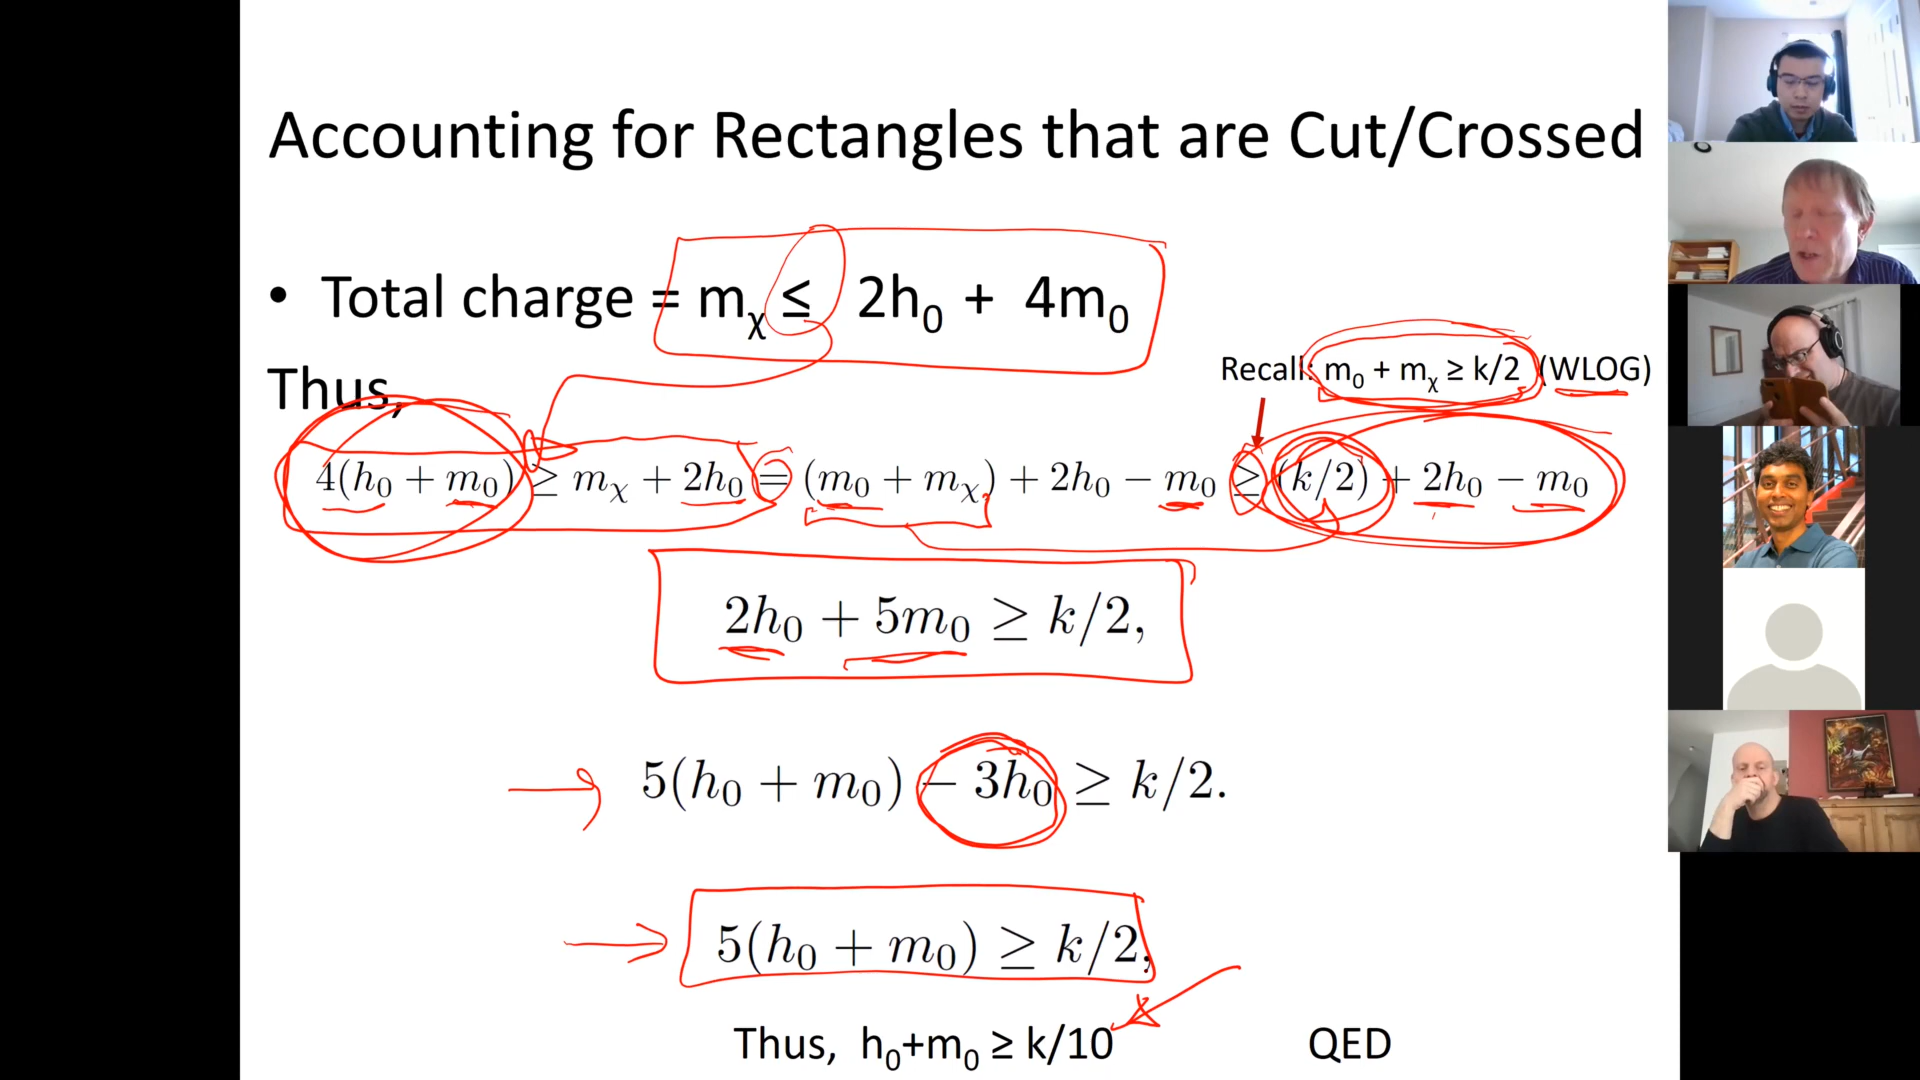 Accounting for Rectangles that are Cut/Crossed
• Total charge = mχ ≤ 2h₀ + 4m₀
Recall: m₀ + mχ ≥ k/2 (WLOG)
Thus,
4(h₀ + m₀) ≥ mχ + 2h₀ = (m₀ + mχ) + 2h₀ − m₀ ≥ (k/2) + 2h₀ − m₀
2h₀ + 5m₀ ≥ k/2,
5(h₀ + m₀) − 3h₀ ≥ k/2.
5(h₀ + m₀) ≥ k/2,
Thus, h₀+m₀ ≥ k/10 QED